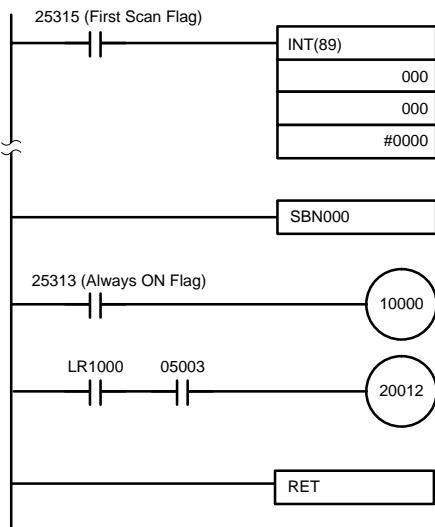 25315 (First Scan Flag)
INT(89)
000
000
#0000
SBN000
25313 (Always ON Flag)
10000
LR1000 05003
20012
RET